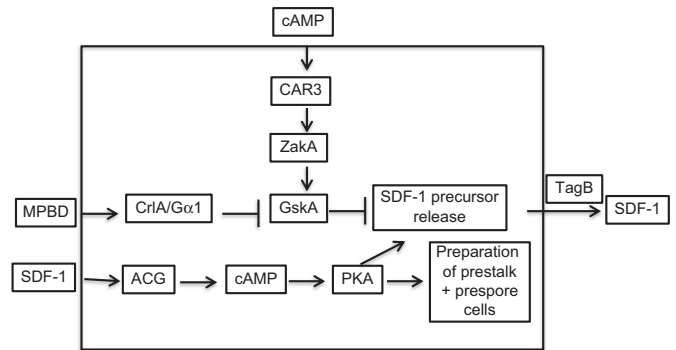 cAMP
CAR3
ZakA
MPBD
CrlA/Gα1
GskA
SDF-1 precursor
release
TagB
SDF-1
SDF-1
ACG
cAMP
PKA
Preparation
of prestalk
+ prespore
cells